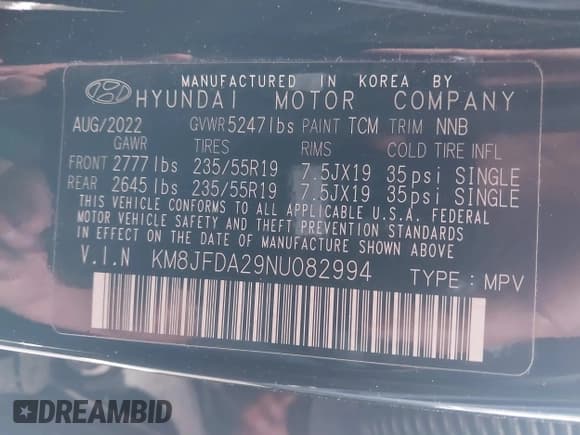 MANUFACTURED IN KOREA BY
HYUNDAI MOTOR COMPANY
AUG/2022 GVWR 5247lbs PAINT TCM TRIM NNB
GAWR TIRES RIMS COLD TIRE INFL
FRONT 2777lbs 235/55R19 7.5JX19 35psi SINGLE
REAR 2645lbs 235/55R19 7.5JX19 35psi SINGLE
THIS VEHICLE CONFORMS TO ALL APPLICABLE U.S.A. FEDERAL
MOTOR VEHICLE SAFETY AND THEFT PREVENTION STANDARDS
IN EFFECT ON THE DATE OF MANUFACTURE SHOWN ABOVE.
V.I.N KM8JFDA29NU082994 TYPE : MPV
DREAMBID